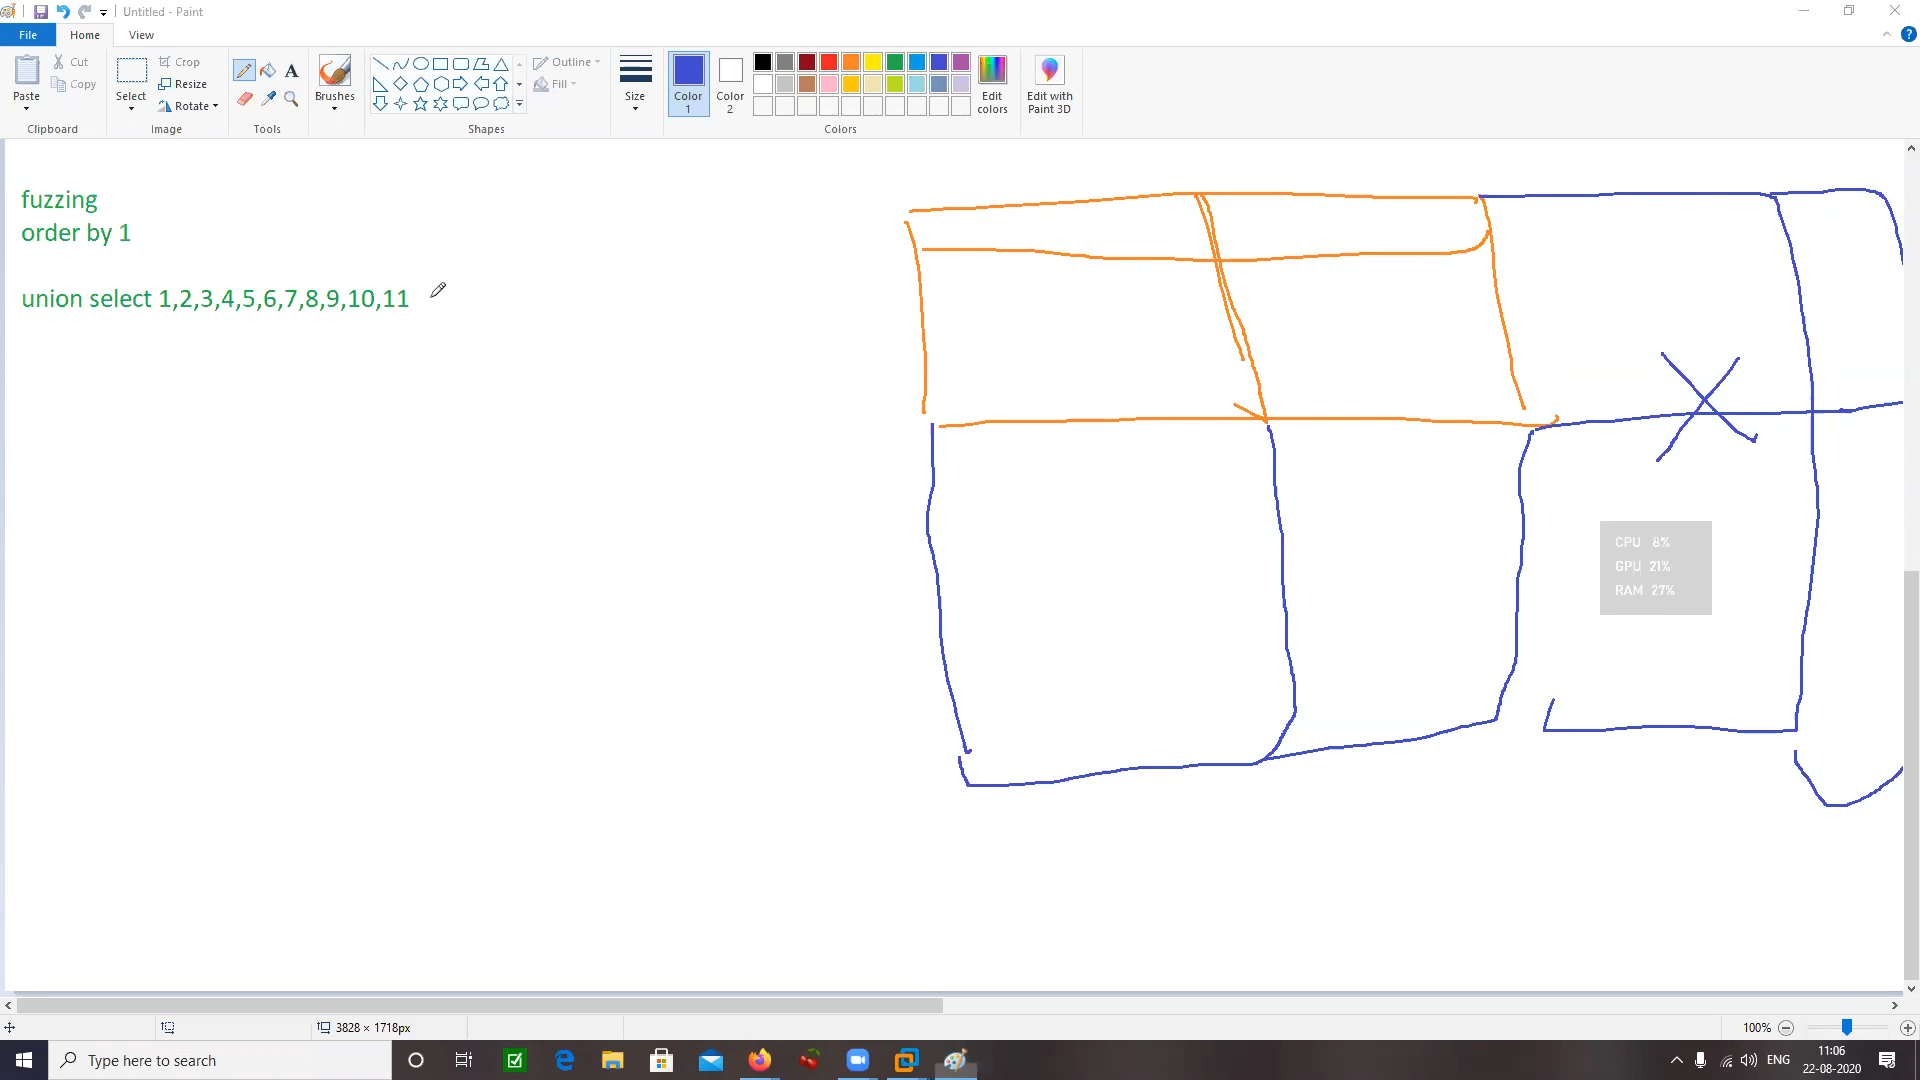 Untitled - Paint
File
Home
View
Paste
Cut
Copy
Clipboard
Select
Crop
Resize
Rotate
Image
A
Tools
Brushes
Shapes
Outline
Fill
Size
Color 1
Color 2
Edit colors
Colors
Edit with Paint 3D
?
fuzzing
order by 1
union select 1,2,3,4,5,6,7,8,9,10,11
CPU 8%
GPU 21%
RAM 27%
3828 × 1718px
100%
Type here to search
ENG
11:06
22-08-2020